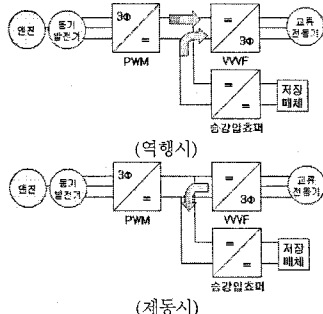 엔진
동기
발전기
3Φ
=
PWM
=
3Φ
VVVF
교류
전동기
=
=
승강압쵸퍼
저장
매체
(역행시)
엔진
동기
발전기
3Φ
=
PWM
=
3Φ
VVVF
교류
전동기
=
=
승강압쵸퍼
저장
매체
(제동시)